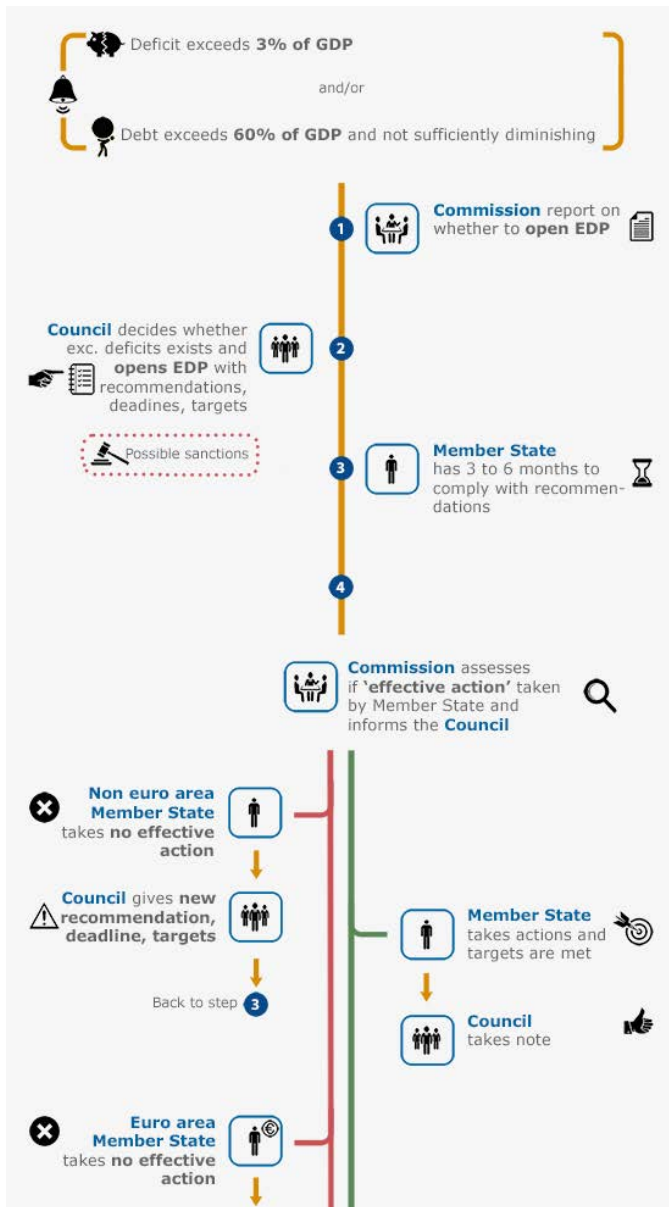 Deficit exceeds 3% of GDP
and/or
Debt exceeds 60% of GDP and not sufficiently diminishing
1
Commission report on
whether to open EDP
Council decides whether
exc. deficits exists and
opens EDP with
recommendations,
deadines, targets
2
Possible sanctions
3
Member State
has 3 to 6 months to
comply with recommen-
dations
4
Commission assesses
if ‘effective action’ taken
by Member State and
informs the Council
Non euro area
Member State
takes no effective
action
Council gives new
recommendation,
deadline, targets
Back to step 3
Member State
takes actions and
targets are met
Council
takes note
Euro area
Member State
takes no effective
action
€